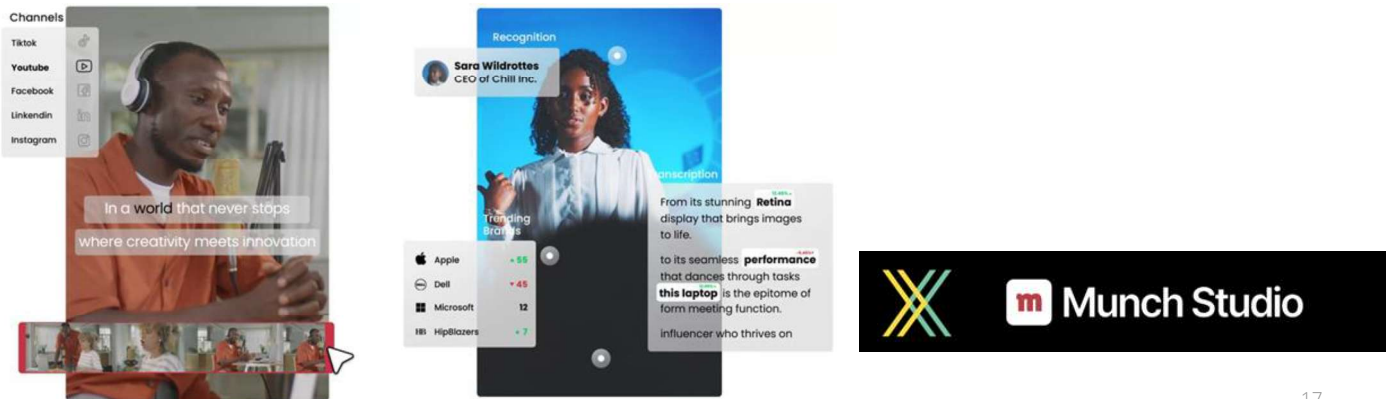 Channels
Tiktok
Youtube
Facebook
Linkendin
Instagram
In a world that never stops
where creativity meets innovation
Recognition
Sara Wildrottes
CEO of Chill Inc.
Trending
Brands
Apple + 55
DELL
Dell ▾ 45
Microsoft 12
HB HipBlazers + 7
anscription
From its stunning Retina
display that brings images
to life.
to its seamless performance
that dances through tasks
this laptop is the epitome of
form meeting function.
influencer who thrives on
m Munch Studio
17